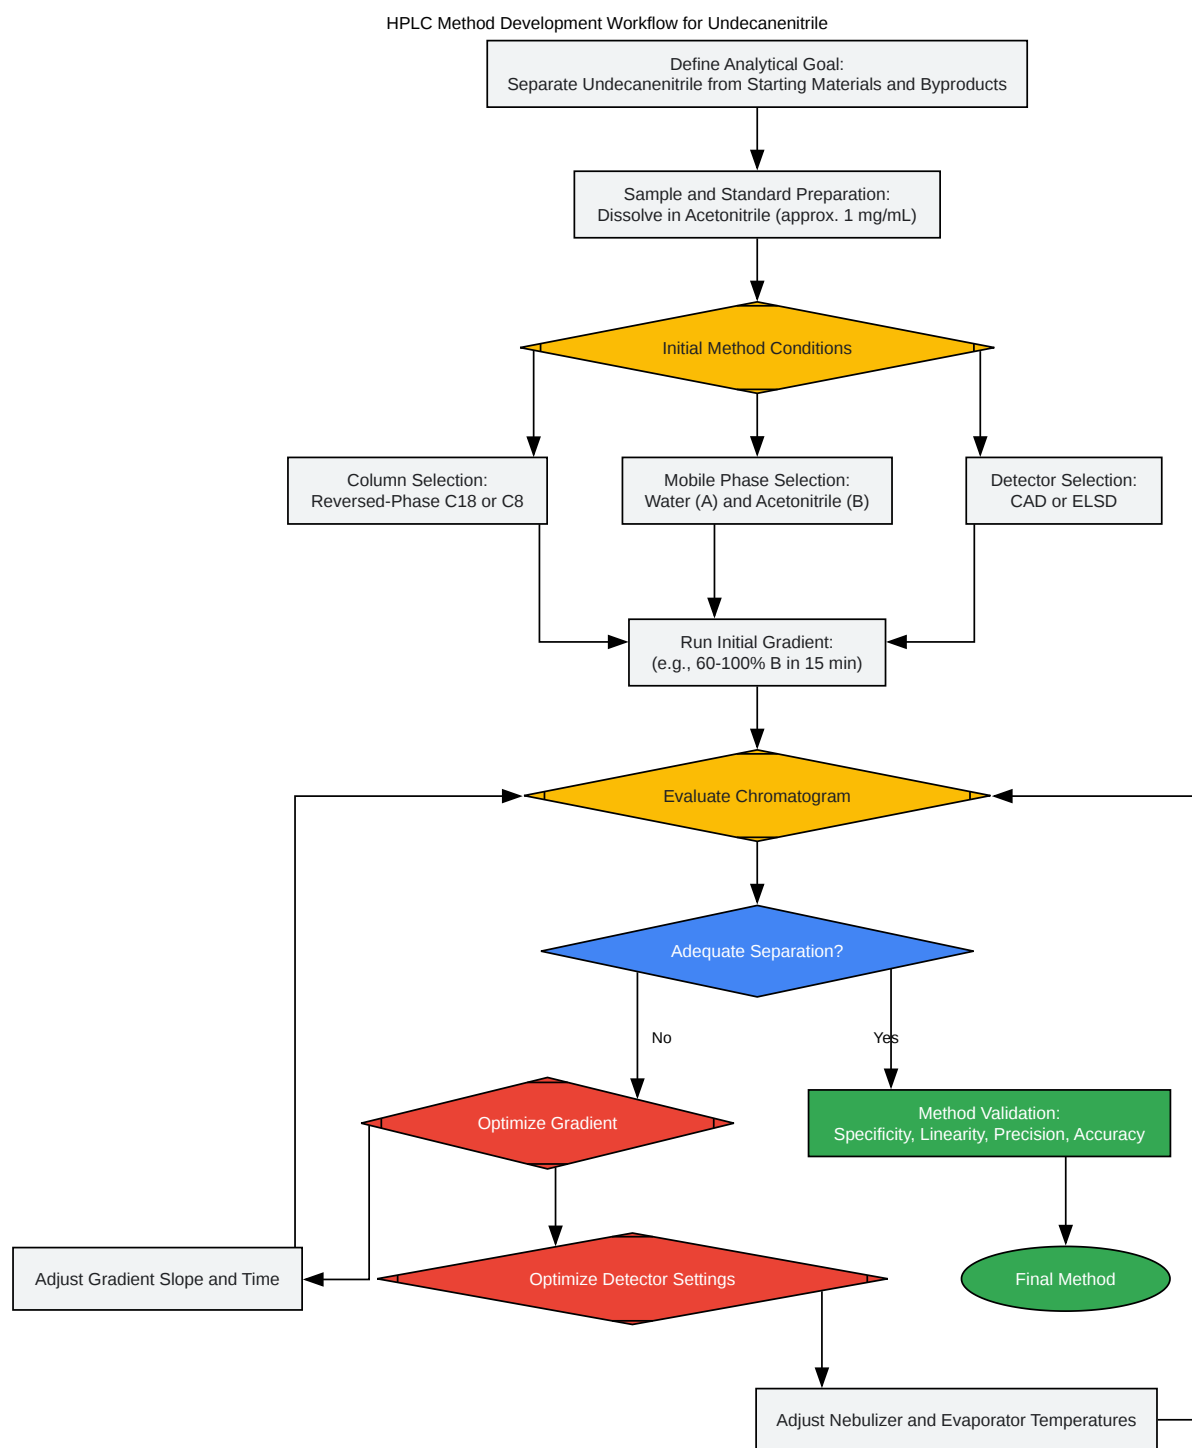 HPLC Method Development Workflow for Undecanenitrile
Define Analytical Goal:
Separate Undecanenitrile from Starting Materials and Byproducts
Sample and Standard Preparation:
Dissolve in Acetonitrile (approx. 1 mg/mL)
Initial Method Conditions
Column Selection:
Reversed-Phase C18 or C8
Mobile Phase Selection:
Water (A) and Acetonitrile (B)
Detector Selection:
CAD or ELSD
Run Initial Gradient:
(e.g., 60-100% B in 15 min)
Evaluate Chromatogram
Adequate Separation?
No
Yes
Optimize Gradient
Method Validation:
Specificity, Linearity, Precision, Accuracy
Adjust Gradient Slope and Time
Optimize Detector Settings
Final Method
Adjust Nebulizer and Evaporator Temperatures